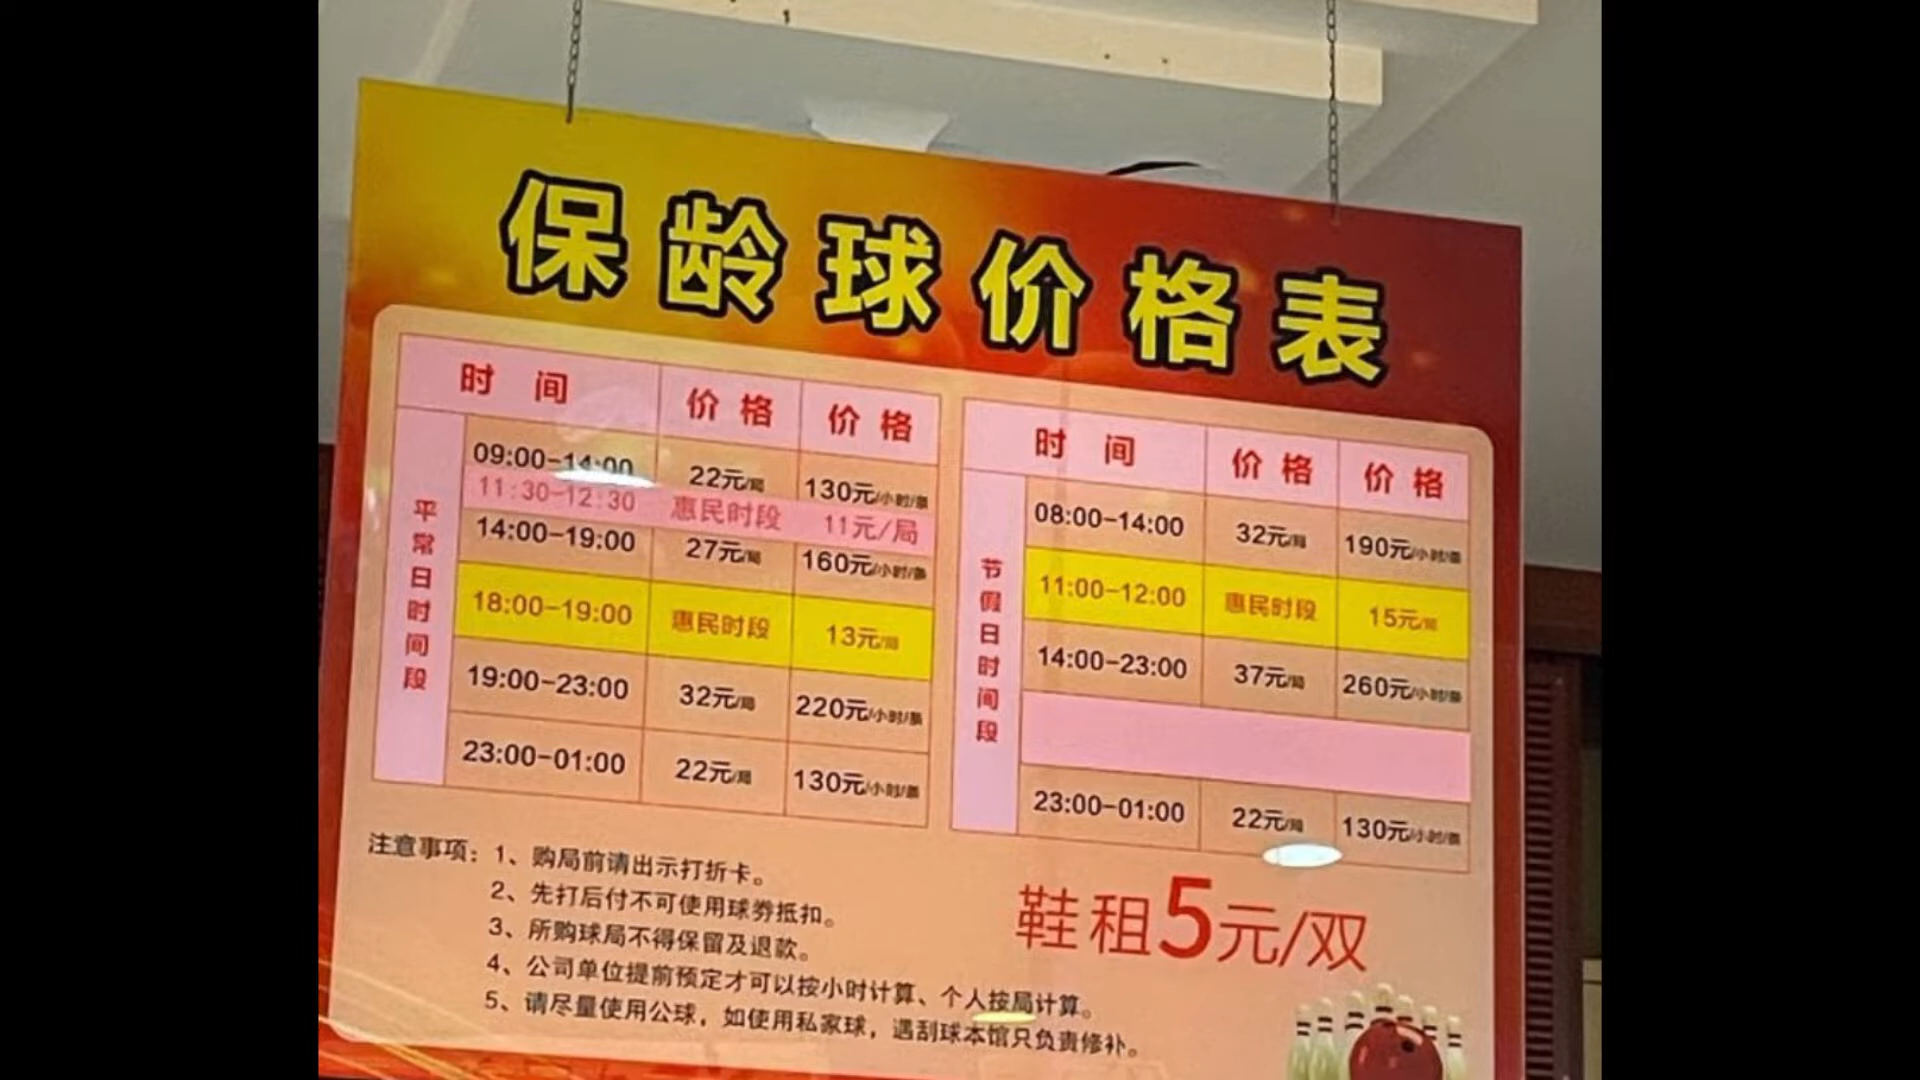 保龄球价格表
时间 价格 价格
平常日时间段
09:00-14:00 22元/局 130元/小时/条
11:30-12:30 惠民时段 11元/局
14:00-19:00 27元/局 160元/小时/条
18:00-19:00 惠民时段 13元/局
19:00-23:00 32元/局 220元/小时/条
23:00-01:00 22元/局 130元/小时/条
时间 价格 价格
节假日时间段
08:00-14:00 32元/局 190元/小时/条
11:00-12:00 惠民时段 15元/局
14:00-23:00 37元/局 260元/小时/条
23:00-01:00 22元/局 130元/小时/条
注意事项：1、购局前请出示打折卡。
2、先打后付不可使用球券抵扣。
3、所购球局不得保留及退款。
4、公司单位提前预定才可以按小时计算、个人按局计算。
5、请尽量使用公球，如使用私家球，遇刮球本馆只负责修补。
鞋租5元/双